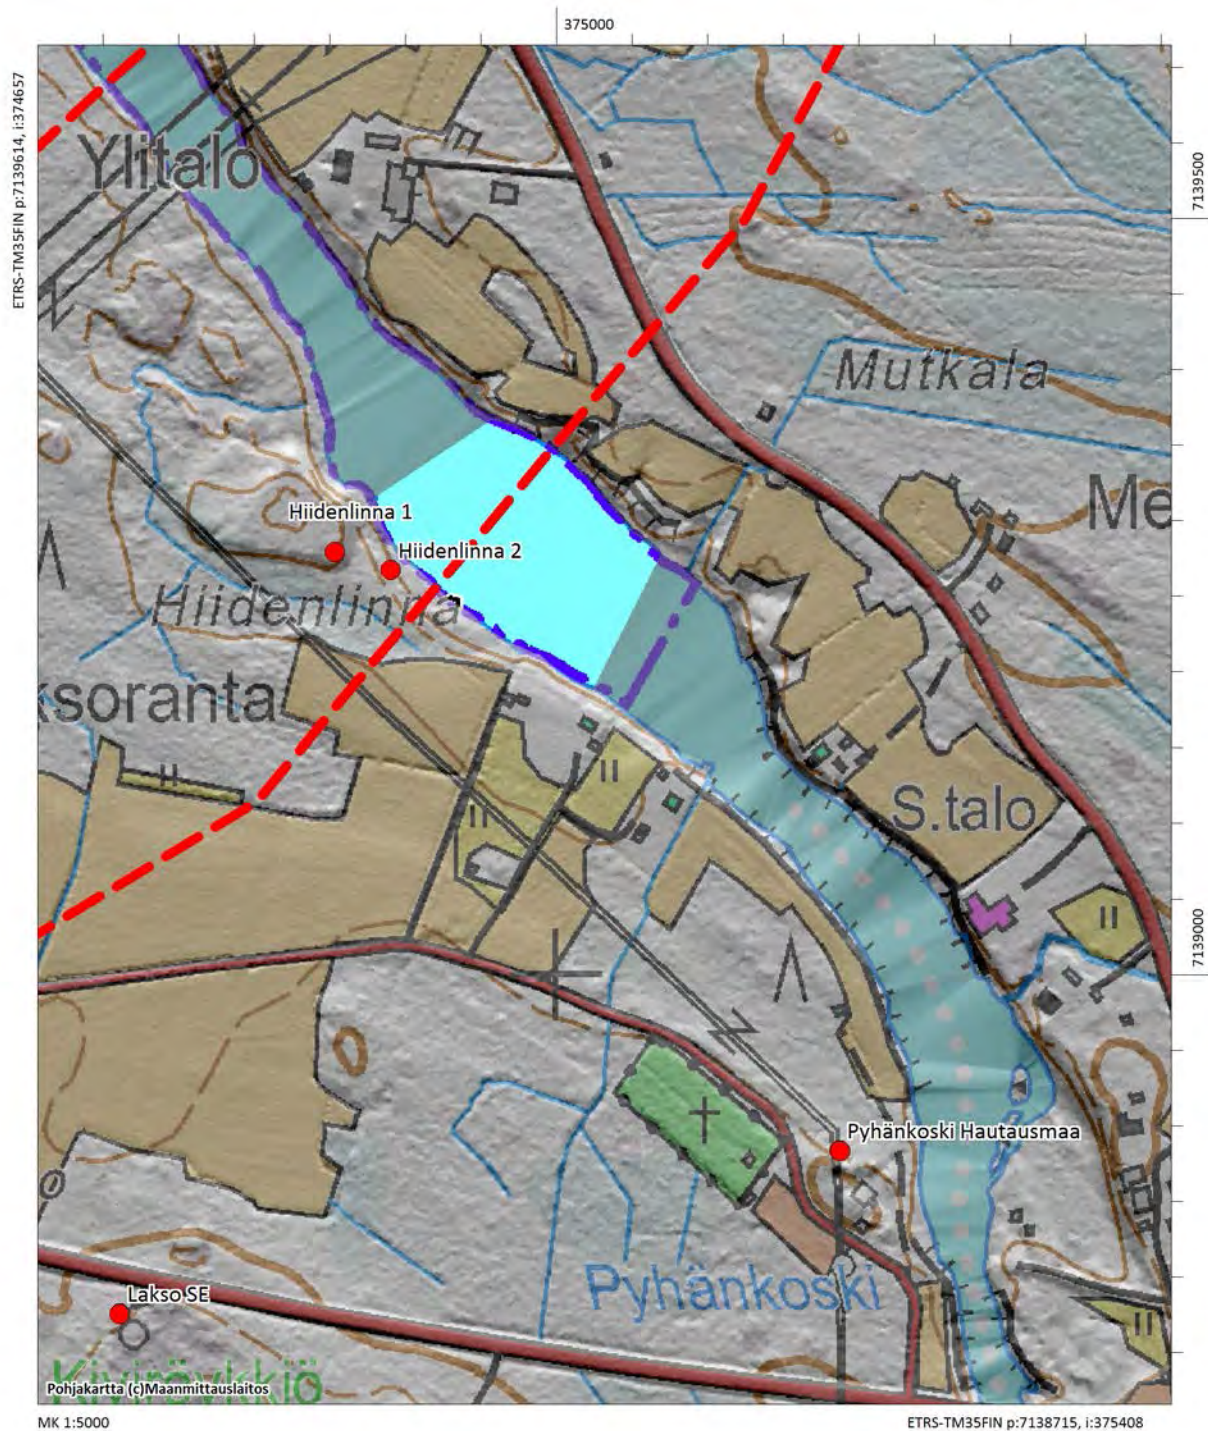 375000
ETRS-TM35FIN p:7139614, i:374657
7139500
Ylitalo
Mutkala
Me
Hiidenlinna 1
Hiidenlinna 2
Hiidenlinna
ksoranta
S.talo
7139000
Pyhänkoski Hautausmaa
Pyhänkoski
Lakso SE
Pohjakartta (c)Maanmittauslaitos
MK 1:5000
ETRS-TM35FIN p:7138715, i:375408